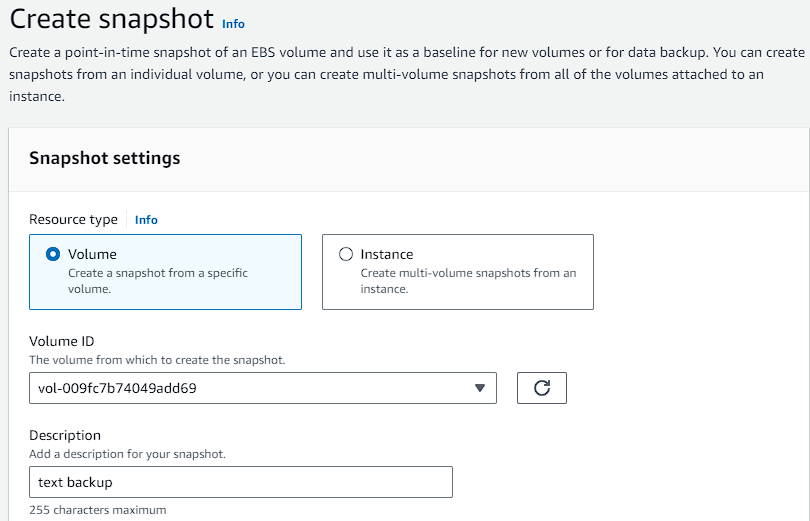 Create snapshot Info
Create a point-in-time snapshot of an EBS volume and use it as a baseline for new volumes or for data backup. You can create
snapshots from an individual volume, or you can create multi-volume snapshots from all of the volumes attached to an
instance.
Snapshot settings
Resource type Info
Volume
Create a snapshot from a specific
volume.
Instance
Create multi-volume snapshots from an
instance.
Volume ID
The volume from which to create the snapshot.
vol-009fc7b74049add69
Description
Add a description for your snapshot.
text backup
255 characters maximum